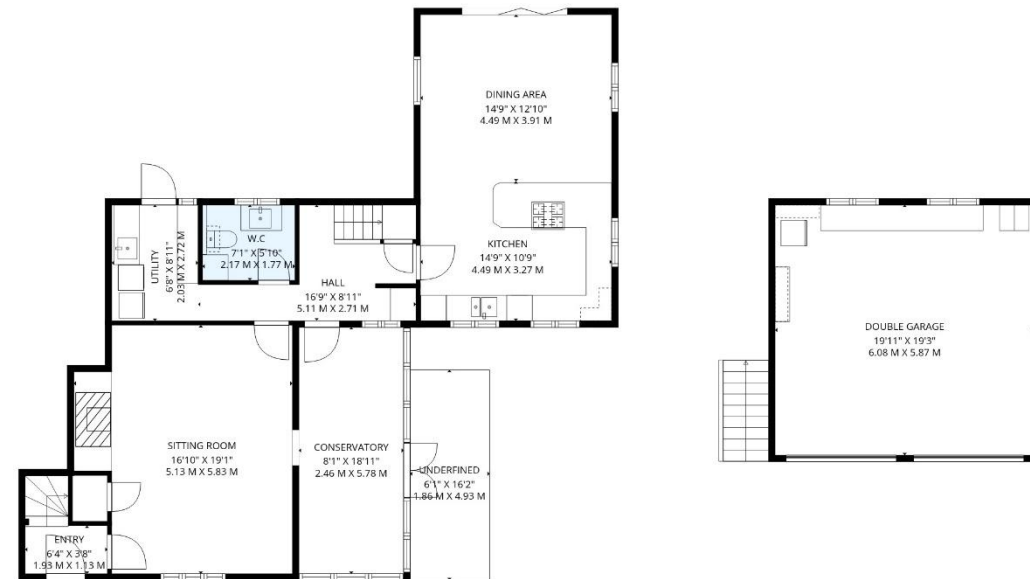 DINING AREA
14'9" X 12'10"
4.49 M X 3.91 M
KITCHEN
14'9" X 10'9"
4.49 M X 3.27 M
W.C
7'1" X 5'10"
2.17 M X 1.77 M
UTILITY
6'8" X 8'11"
2.03 M X 2.72 M
HALL
16'9" X 8'11"
5.11 M X 2.71 M
SITTING ROOM
16'10" X 19'1"
5.13 M X 5.83 M
CONSERVATORY
8'1" X 18'11"
2.46 M X 5.78 M
UNDEFINED
6'1" X 16'2"
1.86 M X 4.93 M
ENTRY
6'4" X 3'8"
1.93 M X 1.13 M
DOUBLE GARAGE
19'11" X 19'3"
6.08 M X 5.87 M